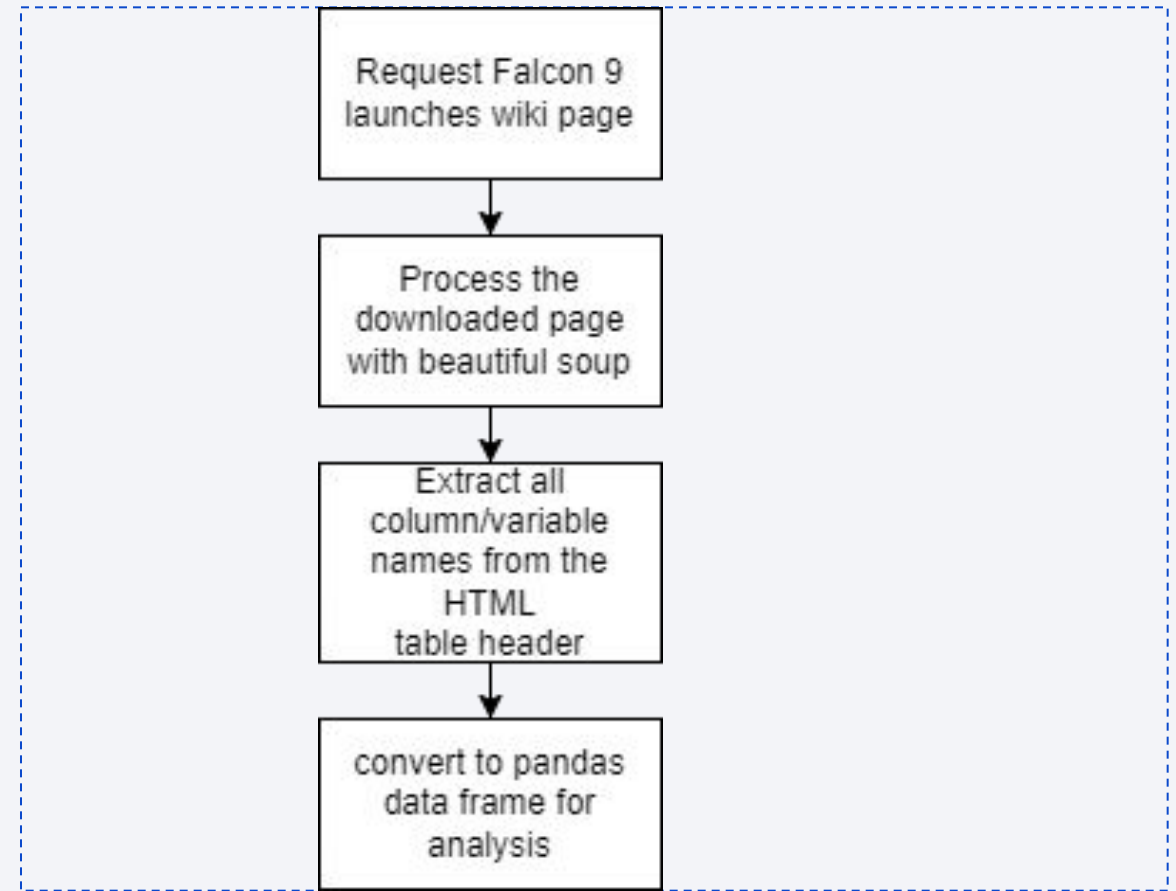 Request Falcon 9
launches wiki page
Process the
downloaded page
with beautiful soup
Extract all
column/variable
names from the
HTML
table header
convert to pandas
data frame for
analysis